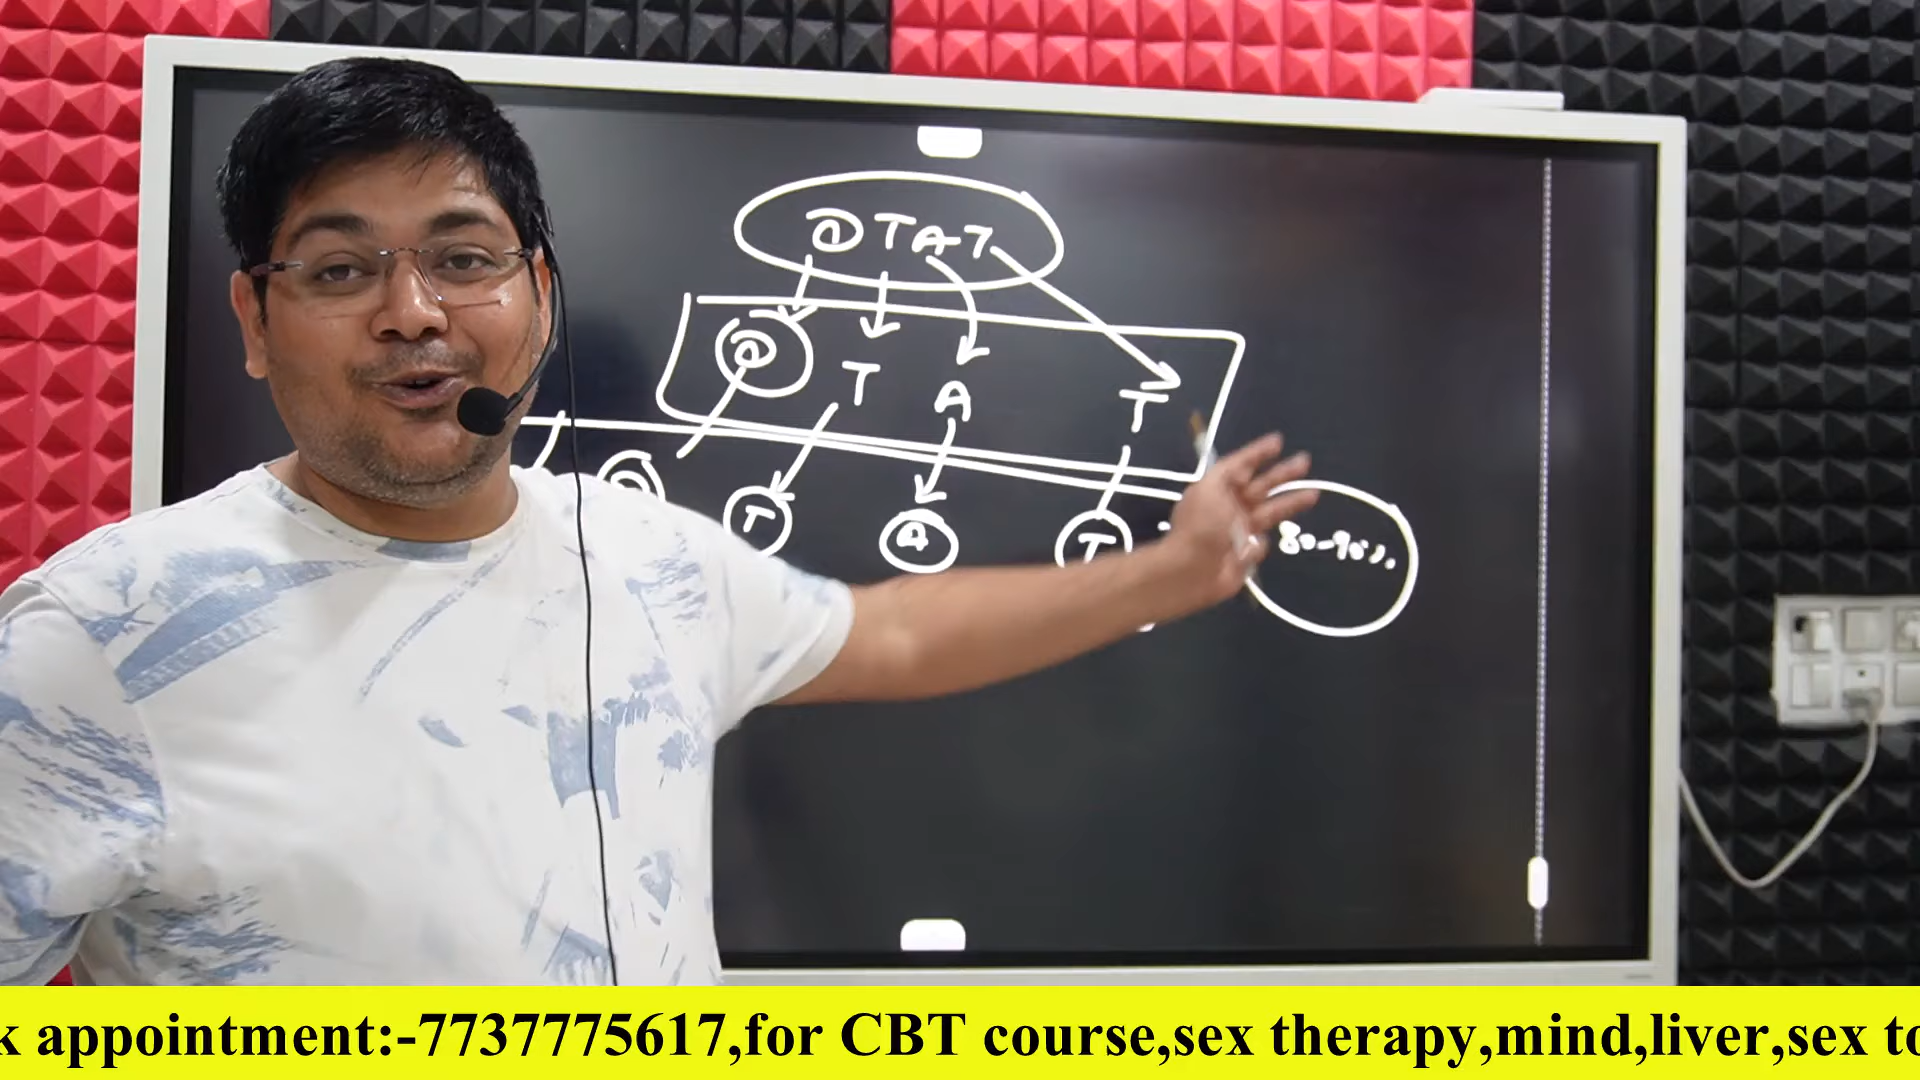 @ TAT
@ T A T
T A T
80-90%.
k appointment:-7737775617,for CBT course,sex therapy,mind,liver,sex to